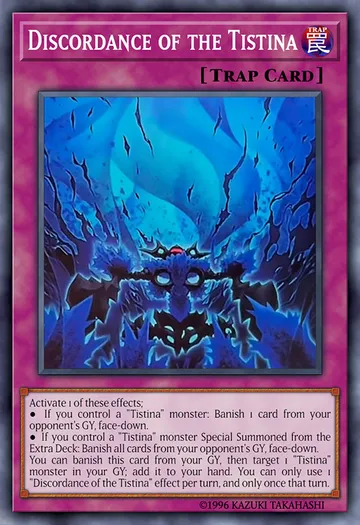 Discordance of the Tistina
TRAP
罠
[Trap Card]
Activate 1 of these effects;
● If you control a "Tistina" monster: Banish 1 card from your
opponent's GY, face-down.
● If you control a "Tistina" monster Special Summoned from the
Extra Deck: Banish all cards from your opponent's GY, face-down.
You can banish this card from your GY, then target 1 "Tistina"
monster in your GY; add it to your hand. You can only use 1
"Discordance of the Tistina" effect per turn, and only once that turn.
©1996 KAZUKI TAKAHASHI